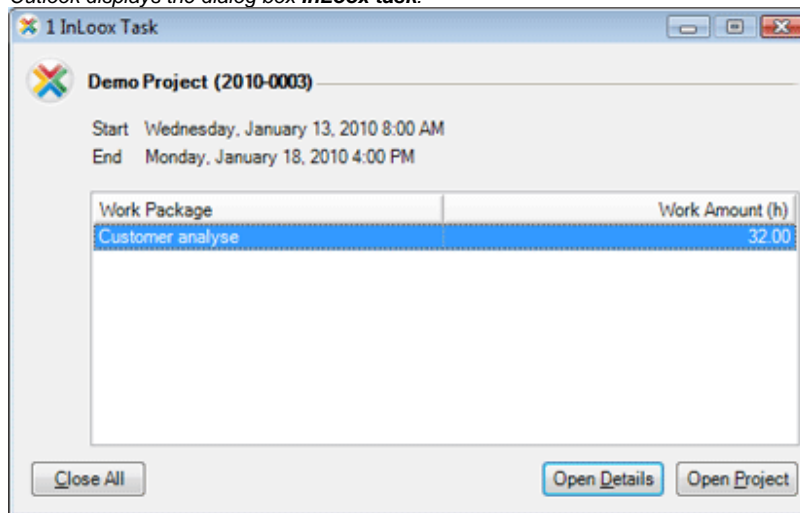 Outlook displays the dialog box InLoox task.
1 InLoox Task
Demo Project (2010-0003)
Start Wednesday, January 13, 2010 8:00 AM
End Monday, January 18, 2010 4:00 PM
Work Package Work Amount (h)
Customer analyse 32.00
Close All Open Details Open Project